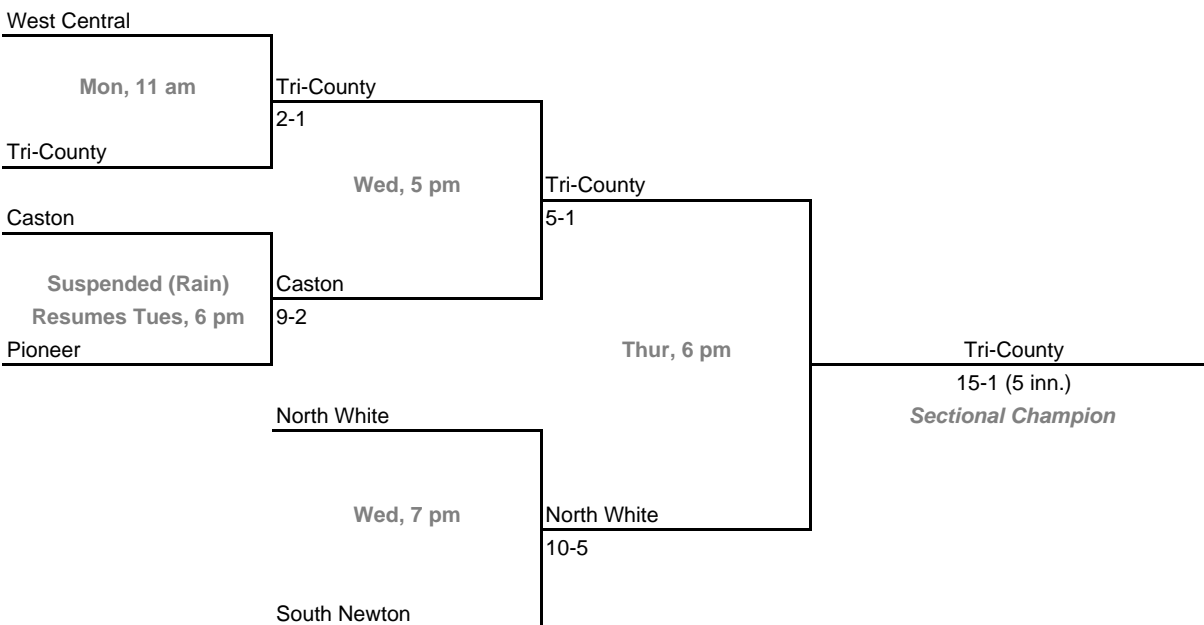 West Central
Mon, 11 am
Tri-County
2-1
Tri-County
Wed, 5 pm
Tri-County
5-1
Caston
Suspended (Rain)
Resumes Tues, 6 pm
Caston
9-2
Pioneer
Thur, 6 pm
Tri-County
15-1 (5 inn.)
Sectional Champion
North White
Wed, 7 pm
North White
10-5
South Newton